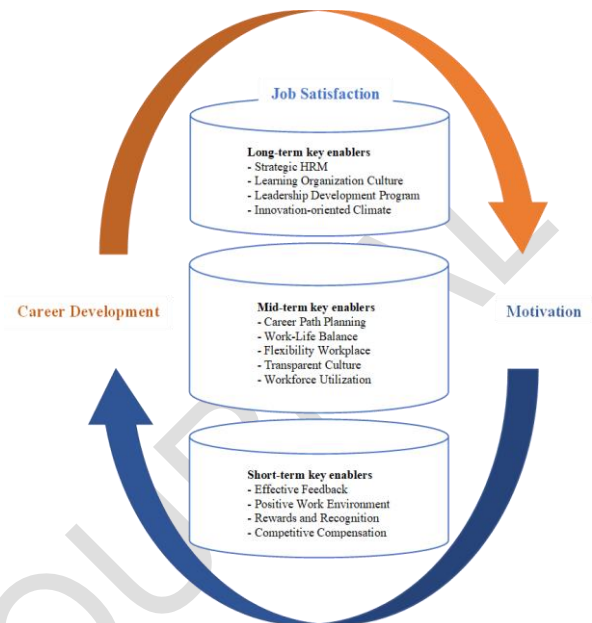 Job Satisfaction
Long-term key enablers
- Strategic HRM
- Learning Organization Culture
- Leadership Development Program
- Innovation-oriented Climate
Career Development
Mid-term key enablers
- Career Path Planning
- Work-Life Balance
- Flexibility Workplace
- Transparent Culture
- Workforce Utilization
Motivation
Short-term key enablers
- Effective Feedback
- Positive Work Environment
- Rewards and Recognition
- Competitive Compensation